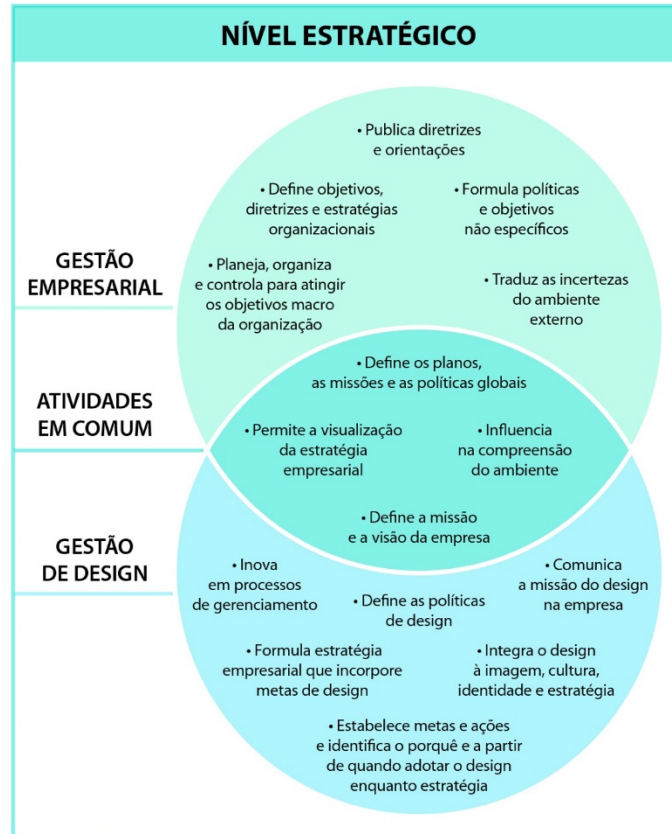 NÍVEL ESTRATÉGICO
• Publica diretrizes
e orientações
• Define objetivos,
diretrizes e estratégias
organizacionais
• Formula políticas
e objetivos
não específicos
GESTÃO
EMPRESARIAL
• Planeja, organiza
e controla para atingir
os objetivos macro
da organização
• Traduz as incertezas
do ambiente
externo
• Define os planos,
as missões e as políticas globais
ATIVIDADES
EM COMUM
• Permite a visualização
da estratégia
empresarial
• Influencia
na compreensão
do ambiente
• Define a missão
e a visão da empresa
GESTÃO
DE DESIGN
• Inova
em processos
de gerenciamento
• Define as políticas
de design
• Comunica
a missão do design
na empresa
• Formula estratégia
empresarial que incorpore
metas de design
• Integra o design
à imagem, cultura,
identidade e estratégia
• Estabelece metas e ações
e identifica o porquê e a partir
de quando adotar o design
enquanto estratégia